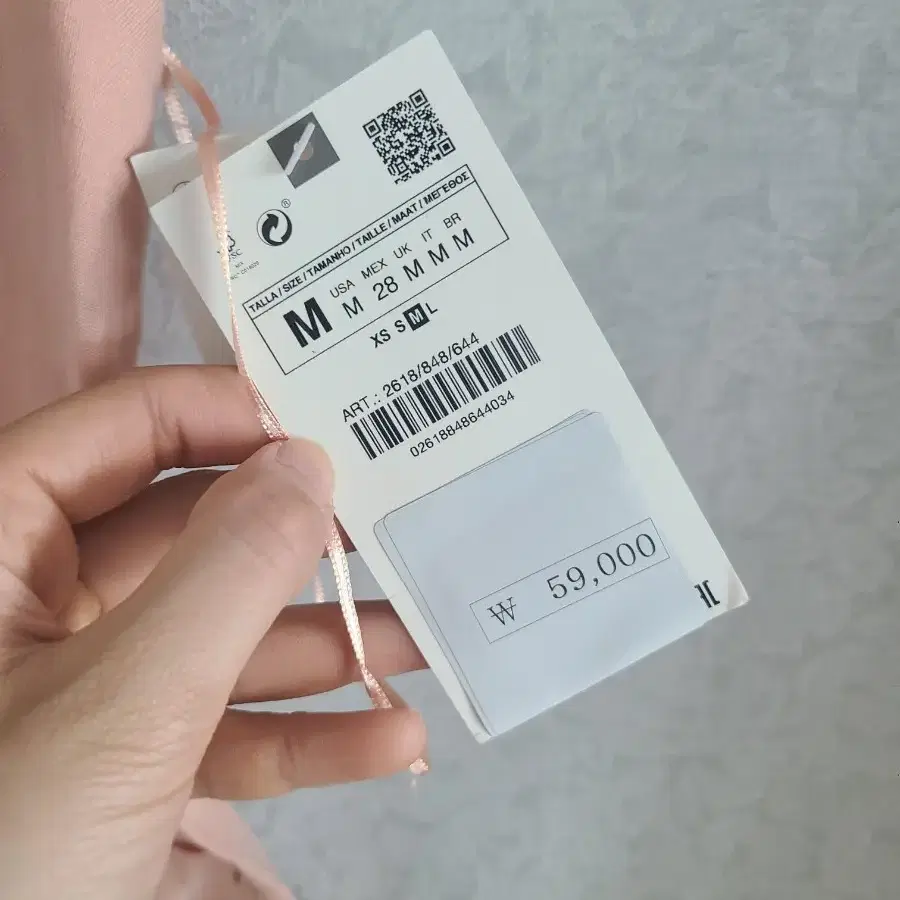 ®
TALLA / SIZE / TAMANHO / TAILLE / MAAT / ΜΕΓΕΘΟΣ
M
USA MEX UK IT BR
M 28 M M M
XS S M L
ART.: 2618/848/644
02618848644034
₩ 59,000